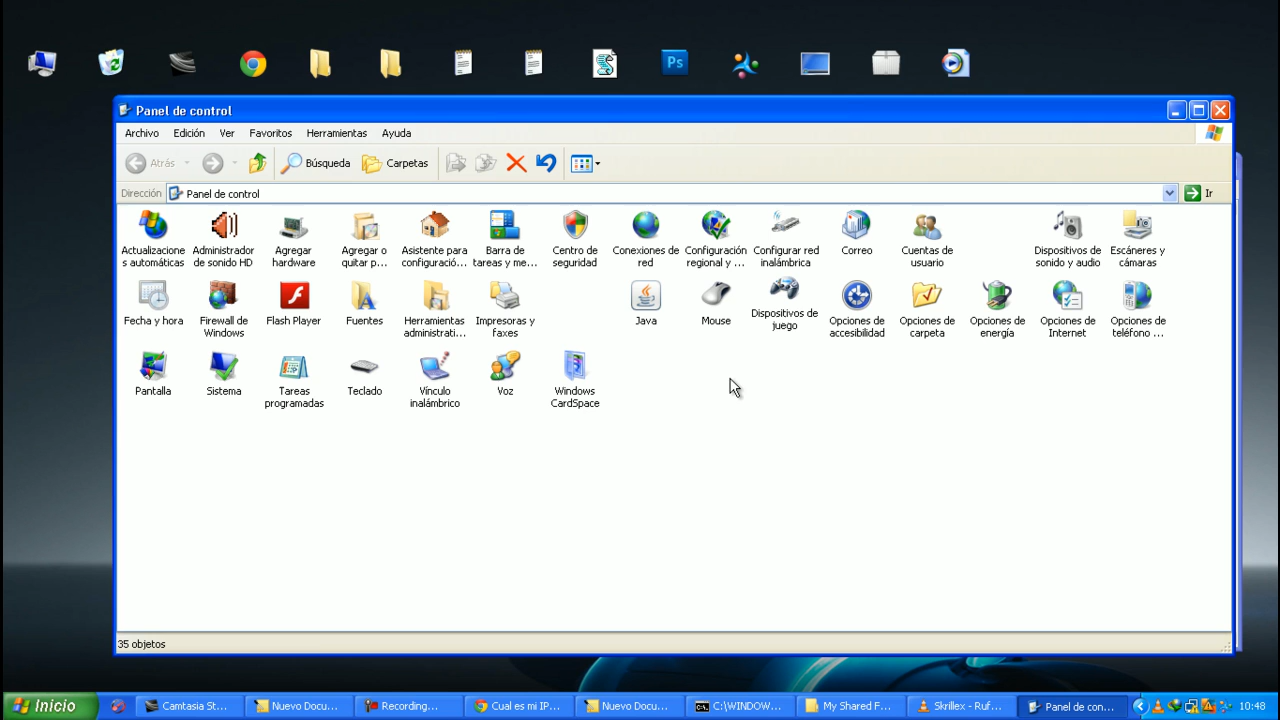 Ps
Panel de control
Archivo Edición Ver Favoritos Herramientas Ayuda
Atrás Búsqueda Carpetas
Dirección Panel de control Ir
Actualizacione
s automáticas
Administrador
de sonido HD
Agregar
hardware
Agregar o
quitar p...
Asistente para
configuració...
Barra de
tareas y me...
Centro de
seguridad
Conexiones de
red
Configuración
regional y ...
Configurar red
inalámbrica
Correo
Cuentas de
usuario
Dispositivos de
sonido y audio
Escáneres y
cámaras
Fecha y hora
Firewall de
Windows
Flash Player
Fuentes
Herramientas
administrati...
Impresoras y
faxes
Java
Mouse
Dispositivos de
juego
Opciones de
accesibilidad
Opciones de
carpeta
Opciones de
energía
Opciones de
Internet
Opciones de
teléfono ...
Pantalla
Sistema
Tareas
programadas
Teclado
Vínculo
inalámbrico
Voz
Windows
CardSpace
35 objetos
Inicio Camtasia St... Nuevo Docu... Recording... Cual es mi IP... Nuevo Docu... C:\WINDOW... My Shared F... Skrillex - Ruf... Panel de con... 10:48